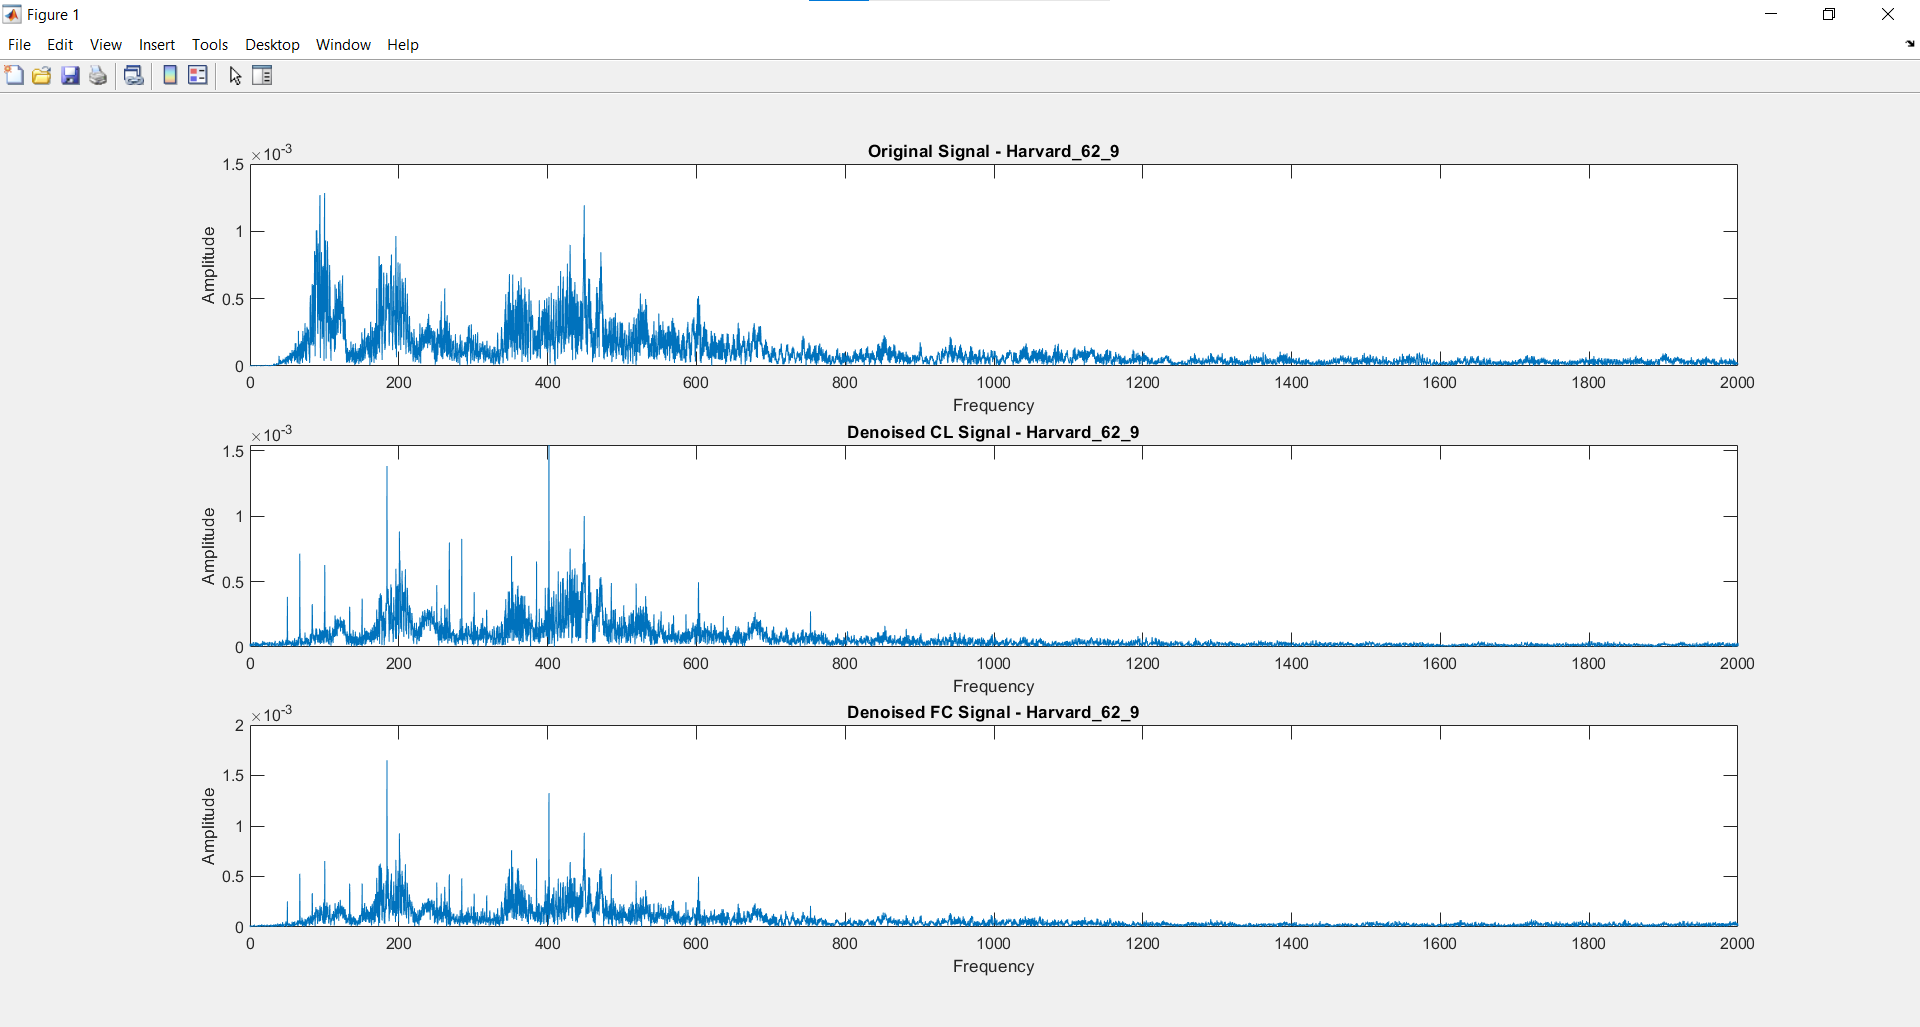 Figure 1
File Edit View Insert Tools Desktop Window Help
Original Signal - Harvard_62_9
×10-3
1.5
1
0.5
0
Amplitude
0 200 400 600 800 1000 1200 1400 1600 1800 2000
Frequency
Denoised CL Signal - Harvard_62_9
×10-3
1.5
1
0.5
0
Amplitude
0 200 400 600 800 1000 1200 1400 1600 1800 2000
Frequency
Denoised FC Signal - Harvard_62_9
×10-3
2
1.5
1
0.5
0
Amplitude
0 200 400 600 800 1000 1200 1400 1600 1800 2000
Frequency